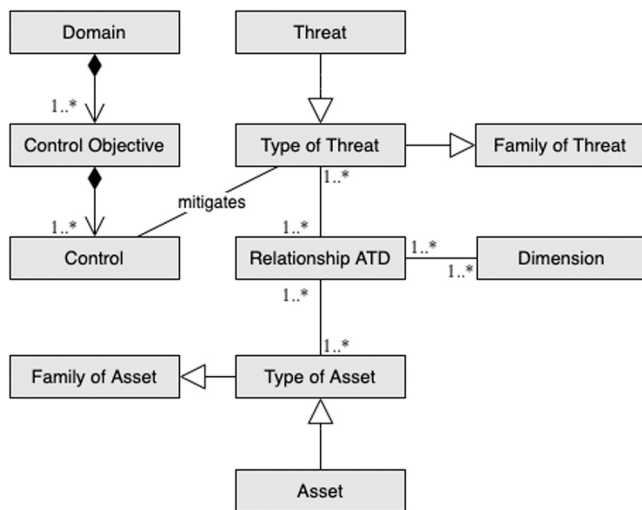 Domain
Threat
1..*
Control Objective
Type of Threat
Family of Threat
1..*
mitigates
1..*
1..*
Control
Relationship ATD
1..*
1..*
Dimension
1..*
1..*
Family of Asset
Type of Asset
Asset